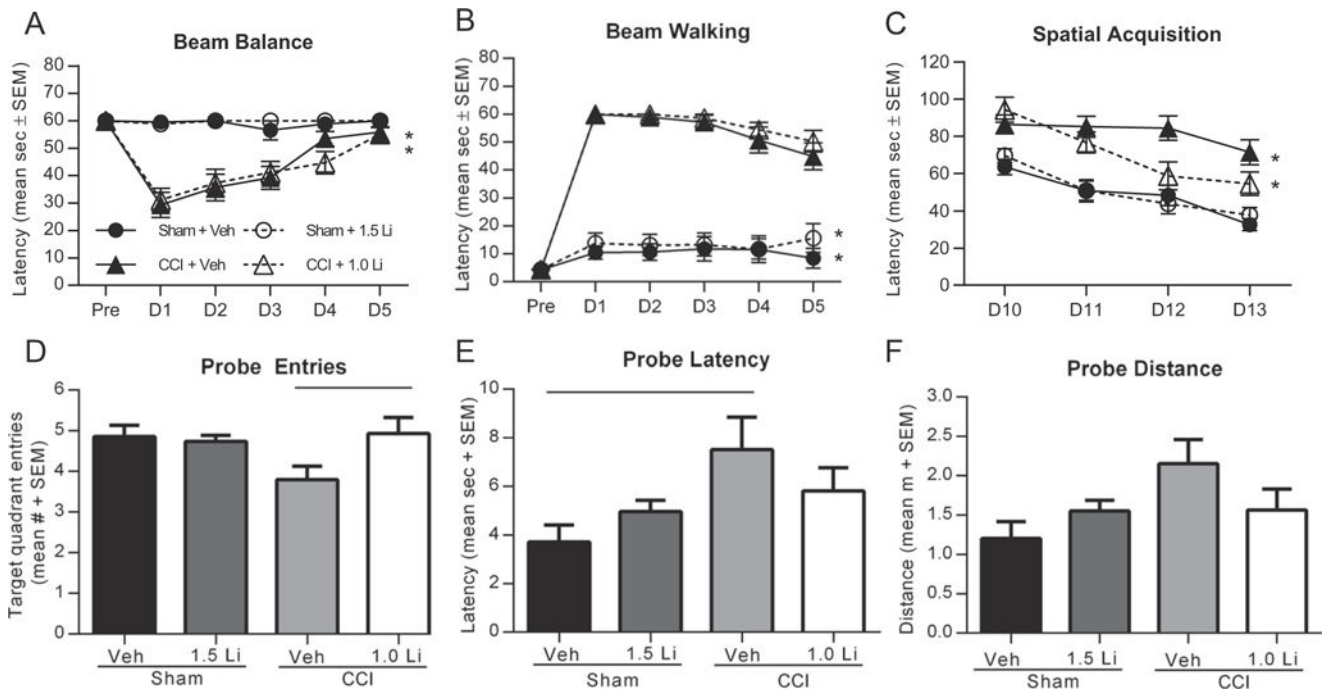 A
Beam Balance
Latency (mean sec ± SEM)
80
70
60
50
40
30
20
10
0
Sham + Veh
Sham + 1.5 Li
CCI + Veh
CCI + 1.0 Li
*
*
Pre D1 D2 D3 D4 D5
B
Beam Walking
Latency (mean sec ± SEM)
80
70
60
50
40
30
20
10
0
*
*
Pre D1 D2 D3 D4 D5
C
Spatial Acquisition
Latency (mean sec ± SEM)
120
100
80
60
40
20
0
*
*
D10 D11 D12 D13
D
Probe Entries
Target quadrant entries
(mean # + SEMI)
6
5
4
3
2
1
0
Veh 1.5 Li Veh 1.0 Li
Sham CCI
E
Probe Latency
Latency (mean sec + SEM)
10
8
6
4
2
0
Veh 1.5 Li Veh 1.0 Li
Sham CCI
F
Probe Distance
Distance (mean m + SEM)
3.0
2.5
2.0
1.5
1.0
0.5
0.0
Veh 1.5 Li Veh 1.0 Li
Sham CCI